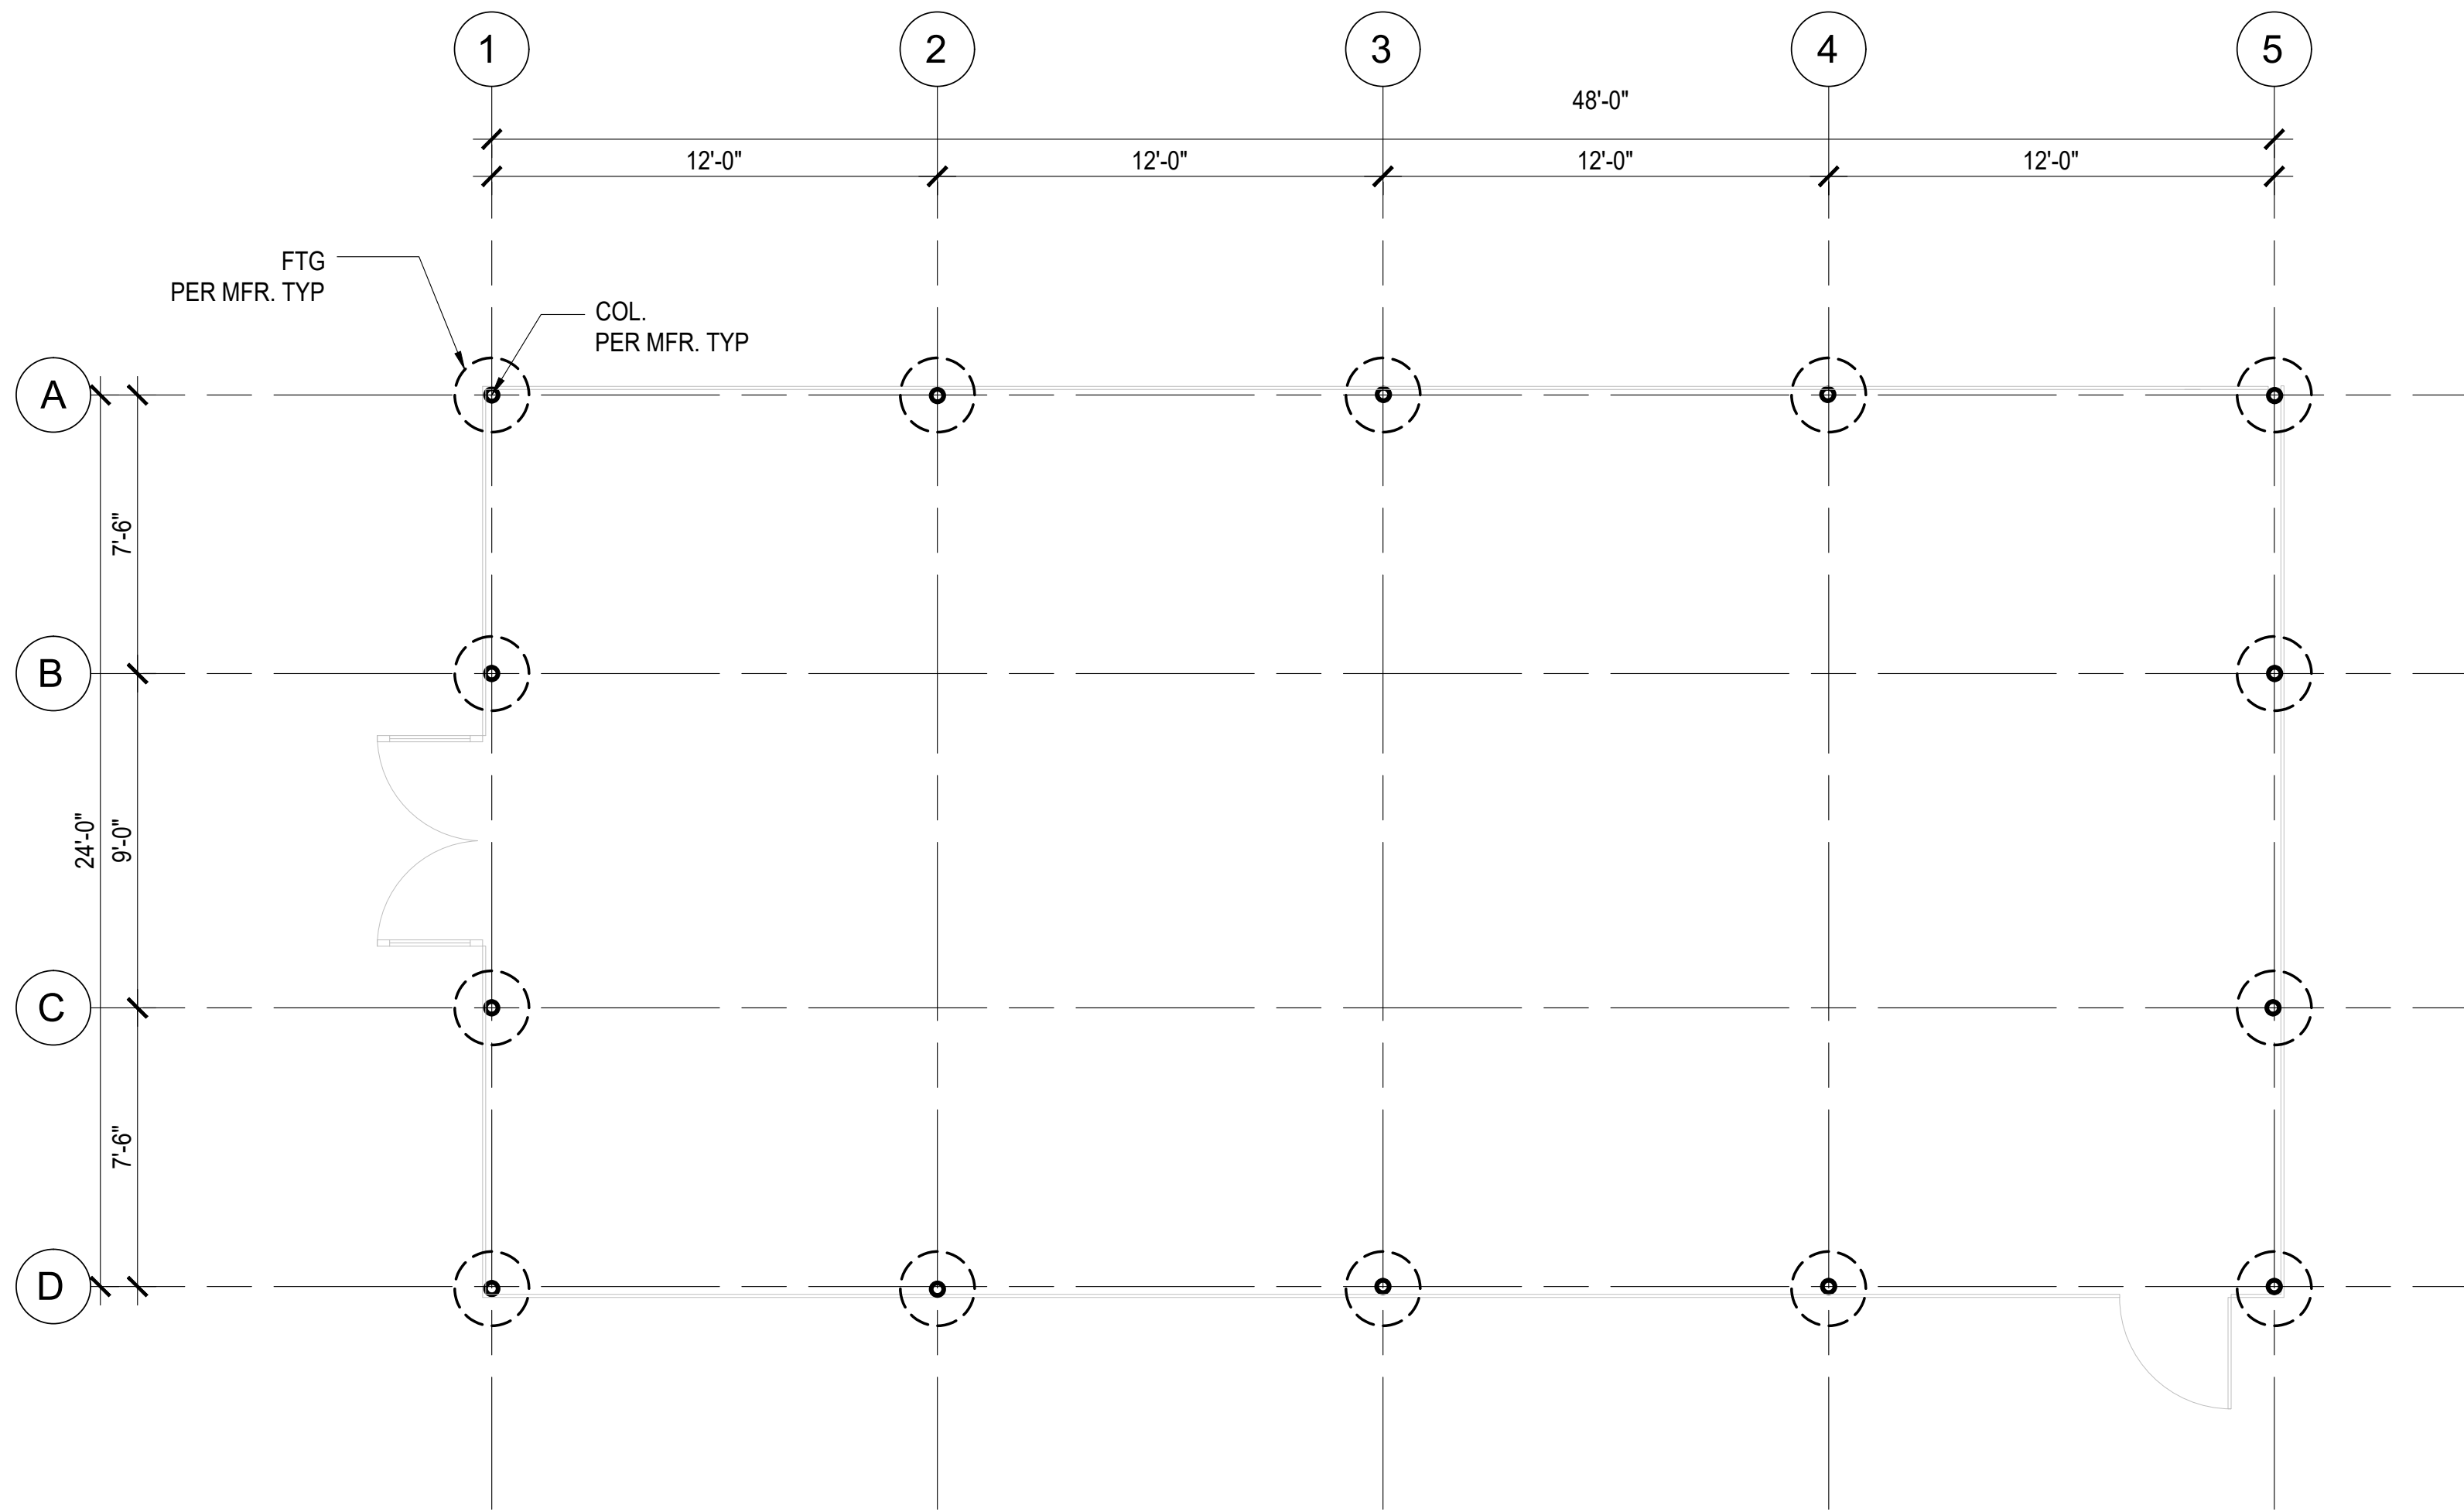 1
2
3
4
5
48'-0"
12'-0"
12'-0"
12'-0"
12'-0"
FTG
PER MFR. TYP
COL.
PER MFR. TYP
A
7'-6"
B
24'-0"
9'-0"
C
7'-6"
D